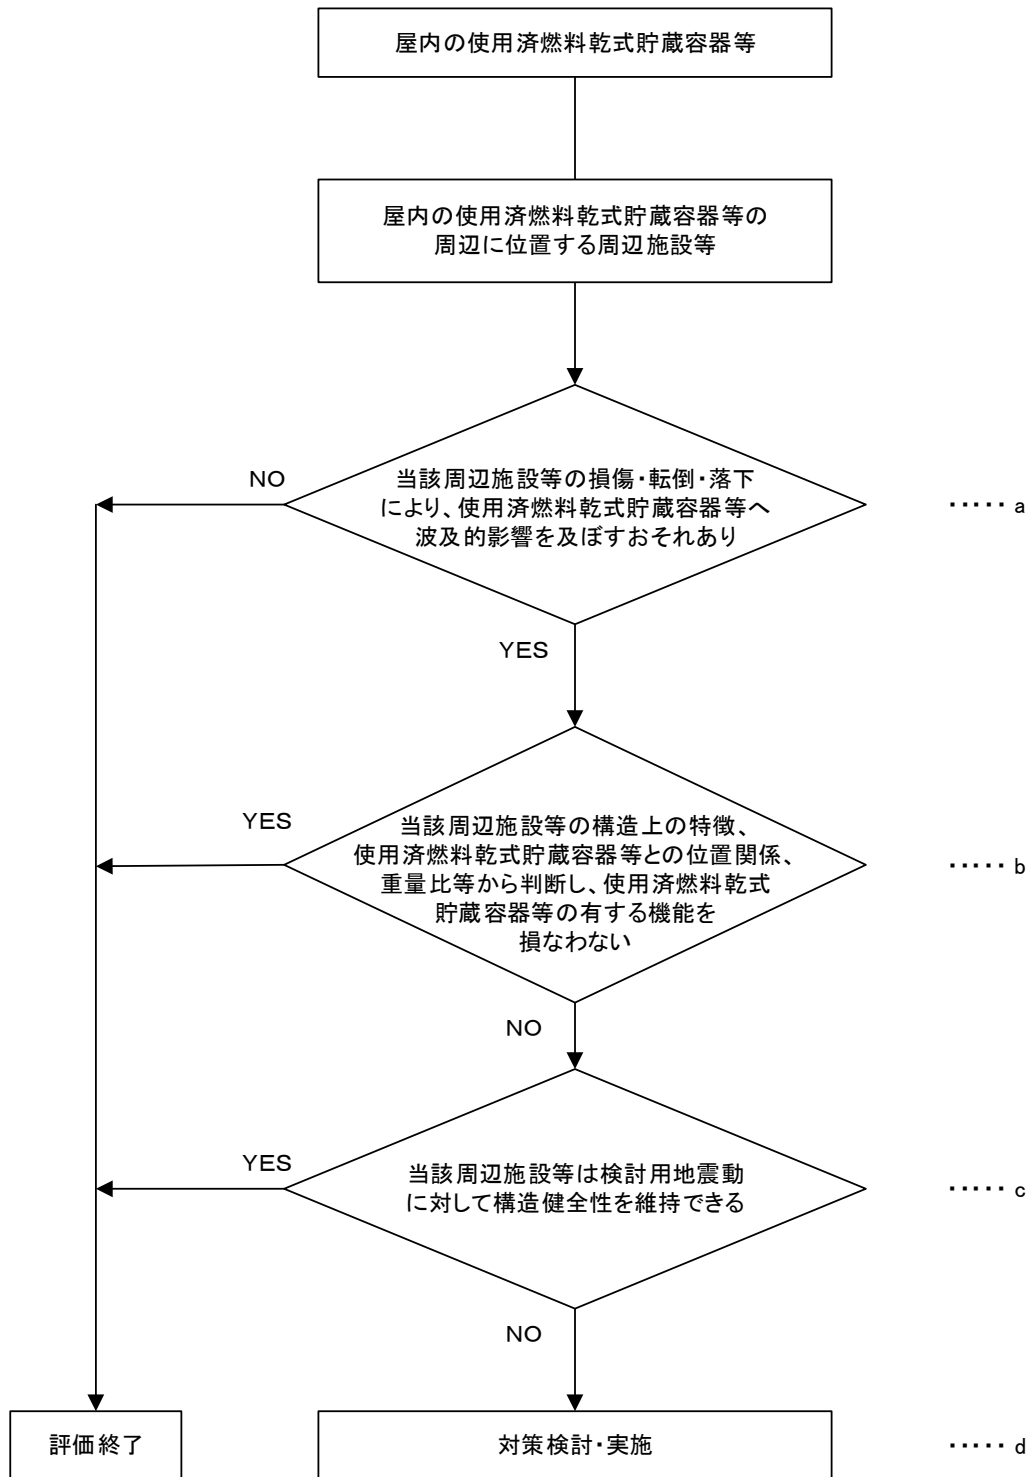 屋内の使用済燃料乾式貯蔵容器等
屋内の使用済燃料乾式貯蔵容器等の
周辺に位置する周辺施設等
NO
当該周辺施設等の損傷・転倒・落下
により、使用済燃料乾式貯蔵容器等へ
波及的影響を及ぼすおそれあり
····· a
YES
YES
当該周辺施設等の構造上の特徴、
使用済燃料乾式貯蔵容器等との位置関係、
重量比等から判断し、使用済燃料乾式
貯蔵容器等の有する機能を
損なわない
····· b
NO
YES
当該周辺施設等は検討用地震動
に対して構造健全性を維持できる
····· c
NO
評価終了
対策検討・実施
····· d